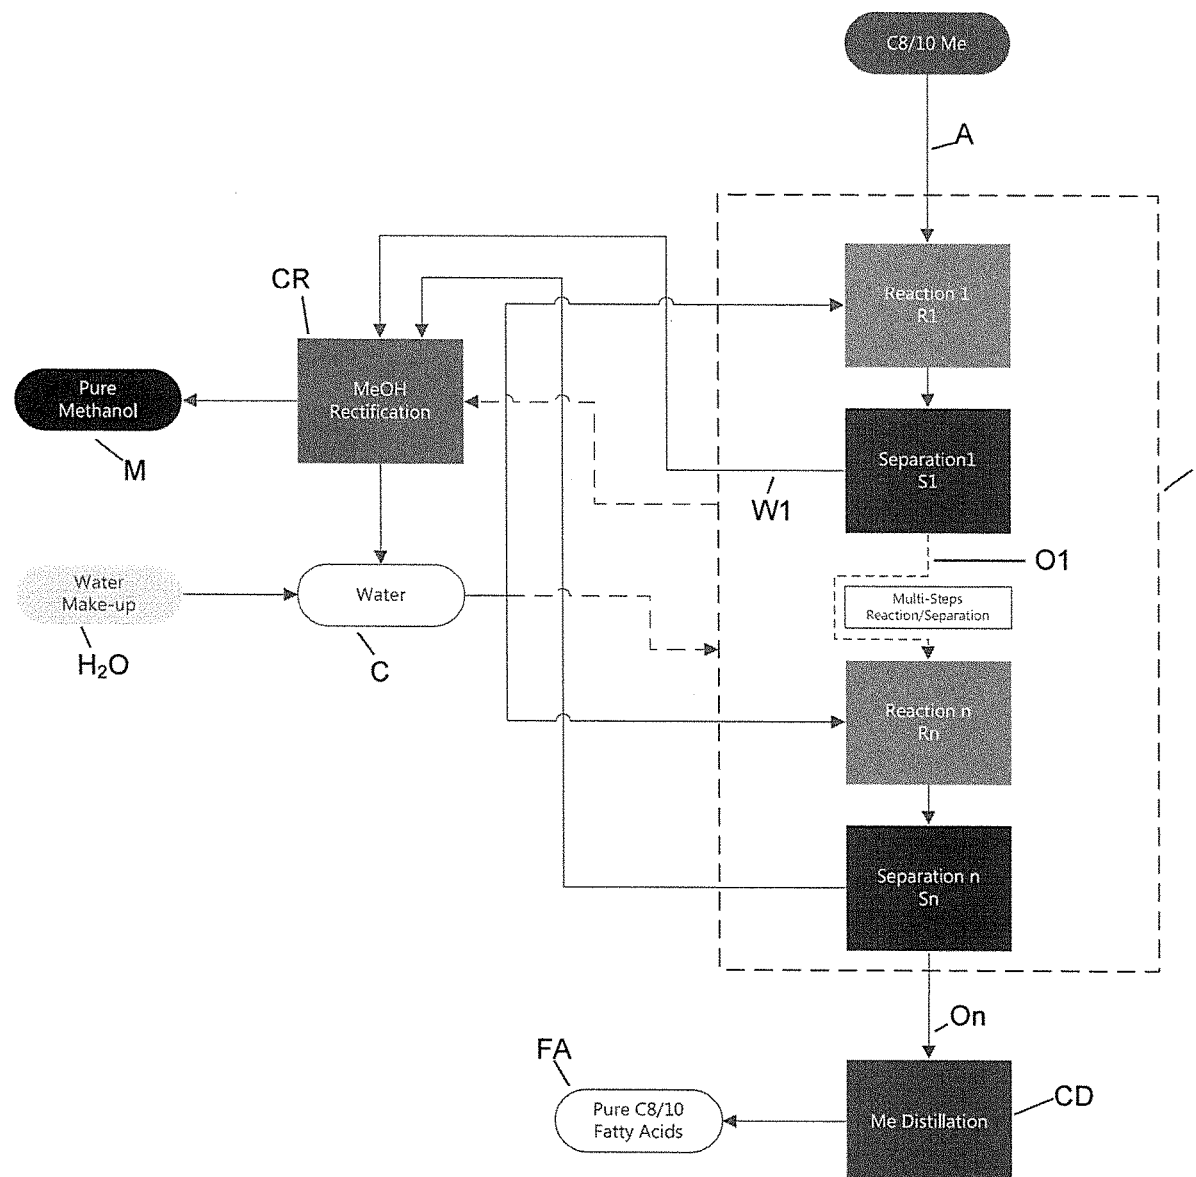 C8/10 Me
A
Reaction 1
R1
CR
MeOH
Rectification
Pure
Methanol
M
Separation1
S1
W1
O1
Water
Make-up
H₂O
Water
C
Multi-Steps
Reaction/Separation
Reaction n
Rn
Separation n
Sn
On
FA
Pure C8/10
Fatty Acids
Me Distillation
CD